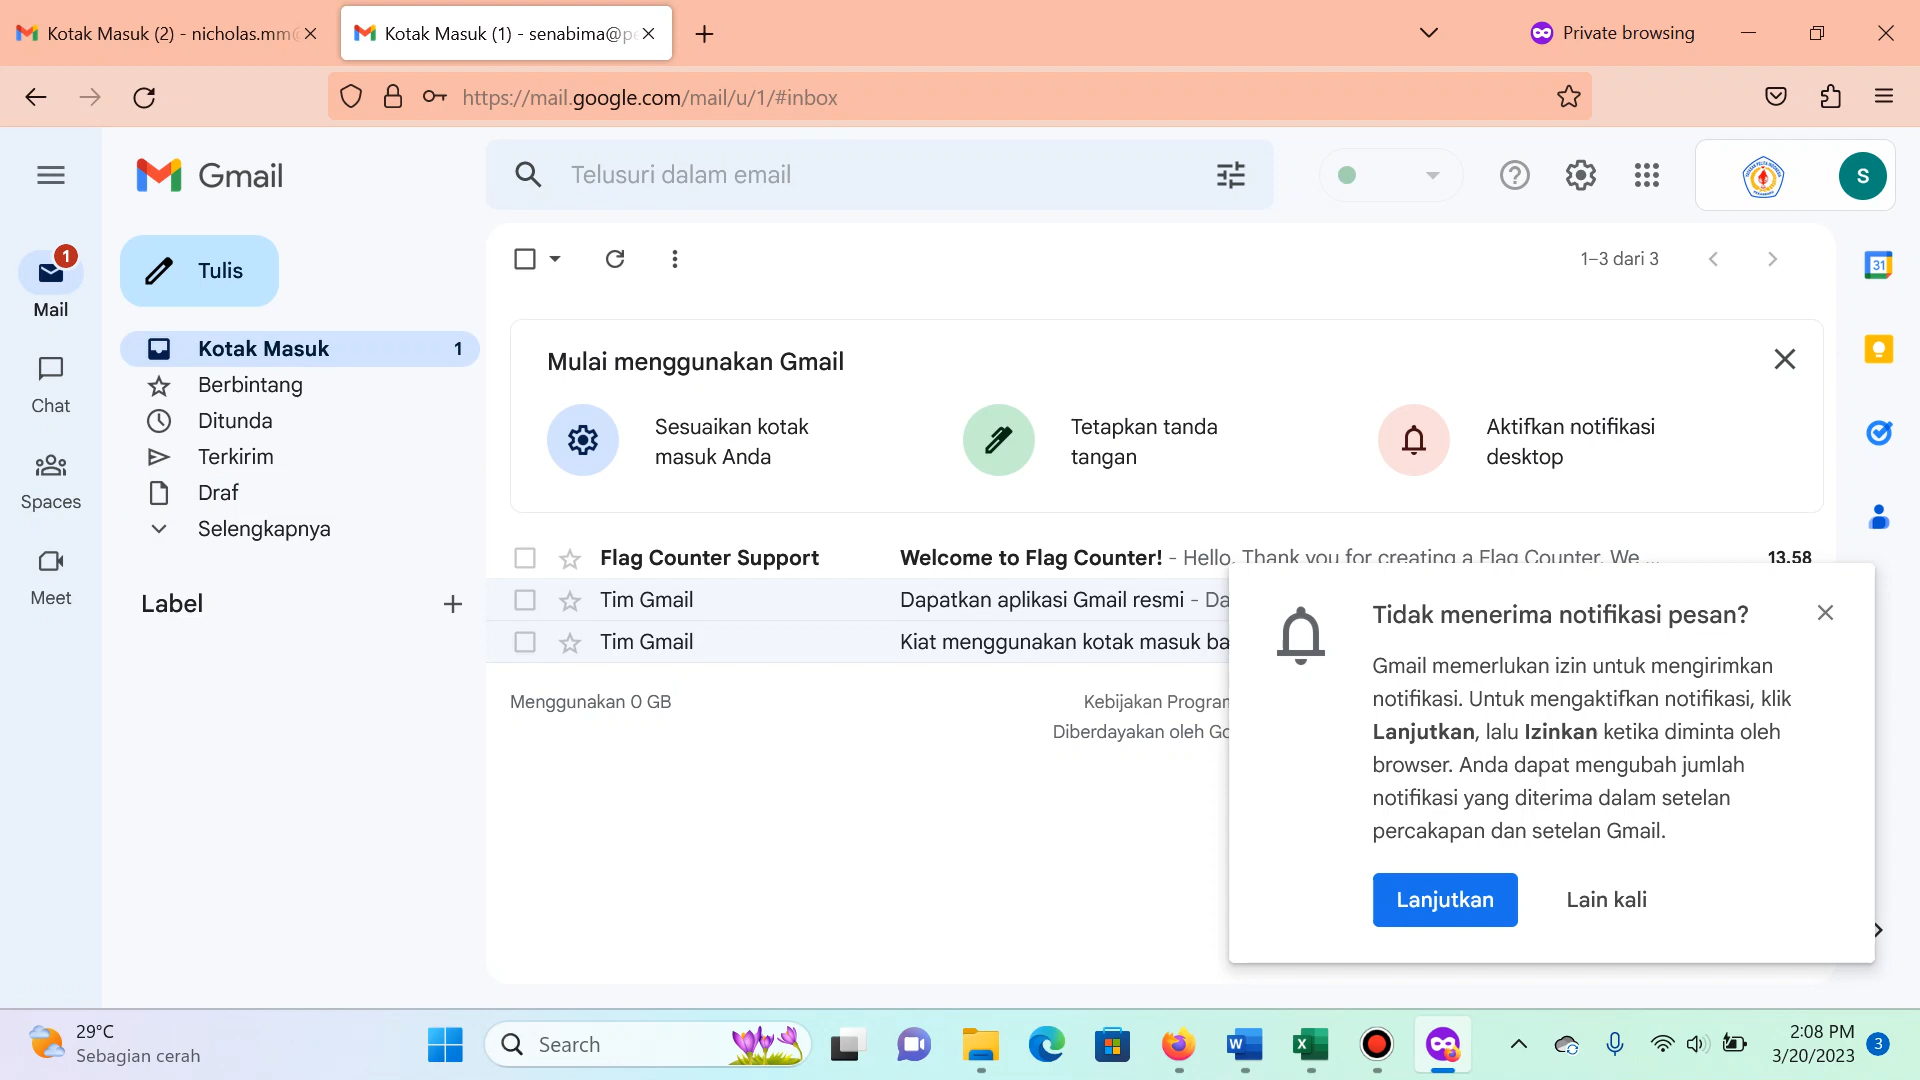 Kotak Masuk (2) - nicholas.mm@
Kotak Masuk (1) - senabima@pe
Private browsing
https://mail.google.com/mail/u/1/#inbox
Gmail
Telusuri dalam email
S
1
Mail
Chat
Spaces
Meet
Tulis
Kotak Masuk 1
Berbintang
Ditunda
Terkirim
Draf
Selengkapnya
Label
1–3 dari 3
Mulai menggunakan Gmail
Sesuaikan kotak
masuk Anda
Tetapkan tanda
tangan
Aktifkan notifikasi
desktop
Flag Counter Support Welcome to Flag Counter! - Hello, Thank you for creating a Flag Counter. We ... 13.58
Tim Gmail Dapatkan aplikasi Gmail resmi - Da
Tim Gmail Kiat menggunakan kotak masuk ba
Menggunakan 0 GB
Kebijakan Program
Diberdayakan oleh Go
Tidak menerima notifikasi pesan?
Gmail memerlukan izin untuk mengirimkan
notifikasi. Untuk mengaktifkan notifikasi, klik
Lanjutkan, lalu Izinkan ketika diminta oleh
browser. Anda dapat mengubah jumlah
notifikasi yang diterima dalam setelan
percakapan dan setelan Gmail.
Lanjutkan
Lain kali
31
29°C
Sebagian cerah
Search
2:08 PM
3/20/2023
3